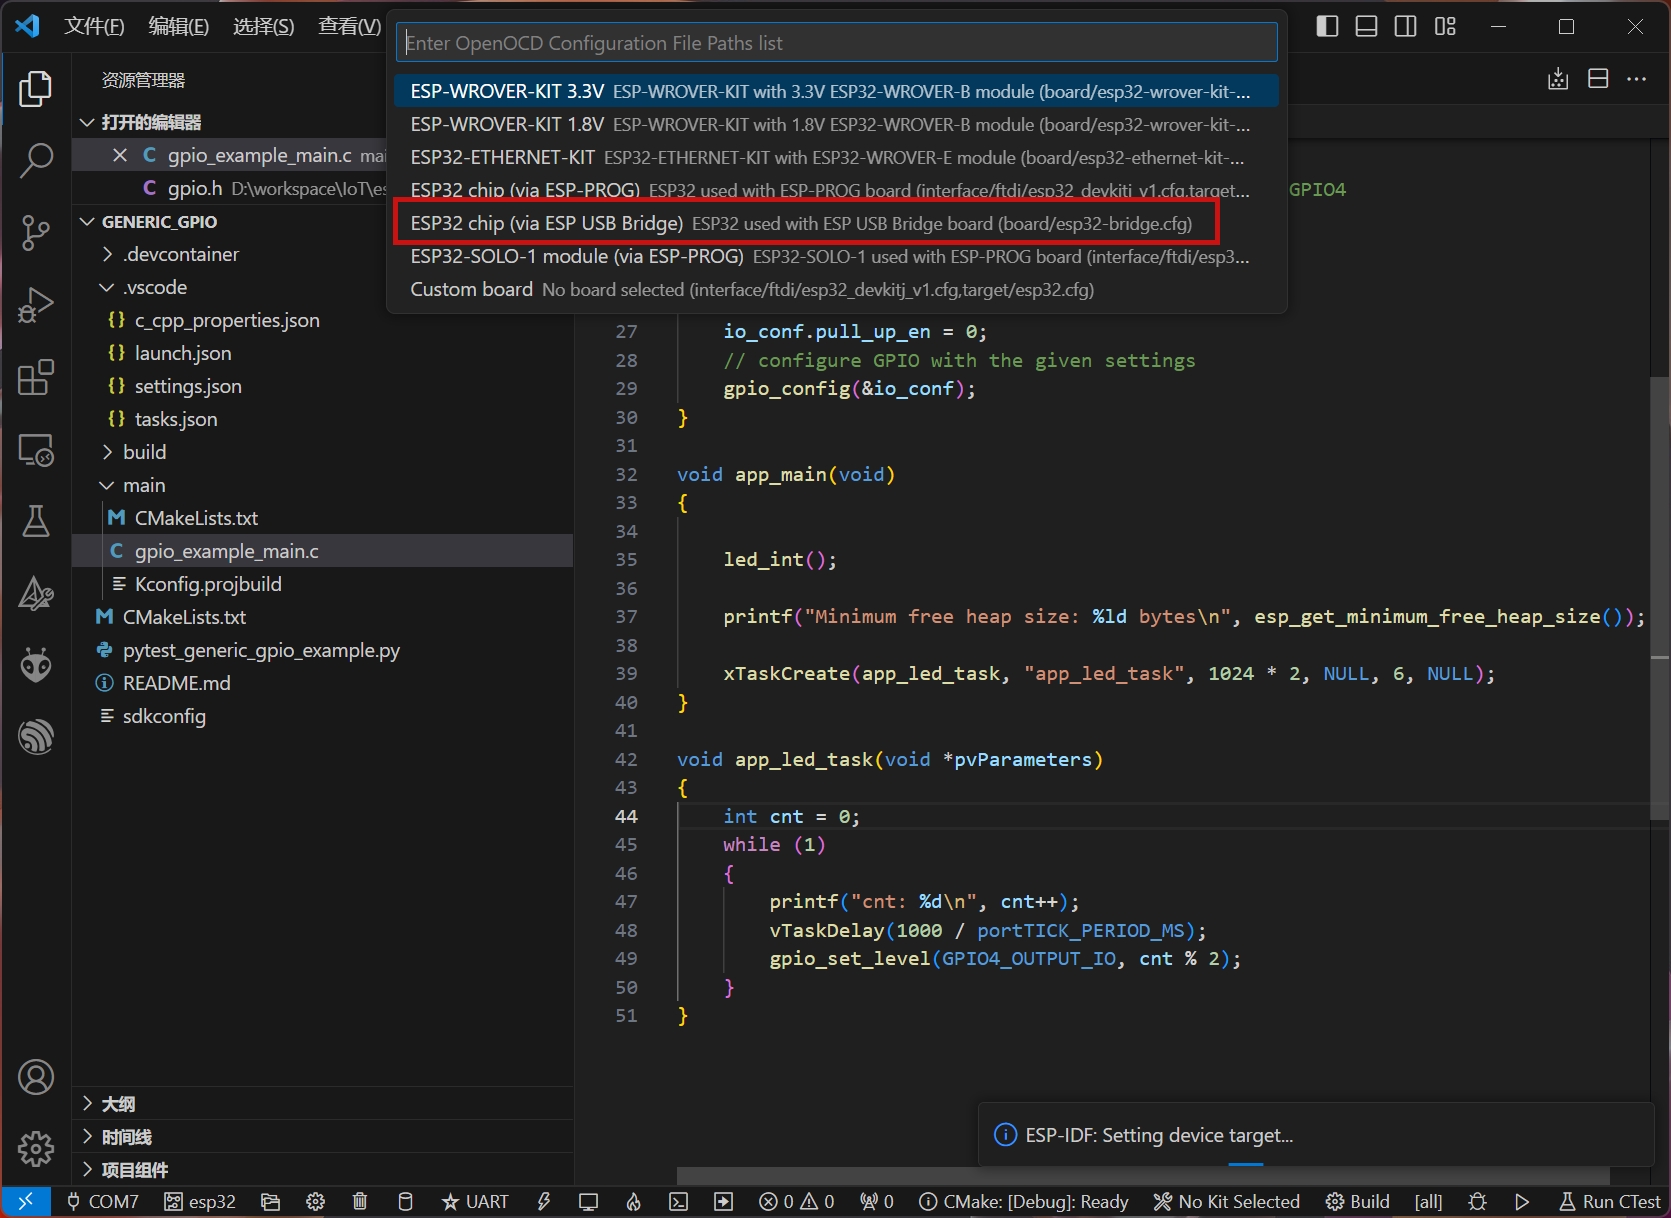 文件(F) 编辑(E) 选择(S) 查看(V)
Enter OpenOCD Configuration File Paths list
ESP-WROVER-KIT 3.3V ESP-WROVER-KIT with 3.3V ESP32-WROVER-B module (board/esp32-wrover-kit-...
ESP-WROVER-KIT 1.8V ESP-WROVER-KIT with 1.8V ESP32-WROVER-B module (board/esp32-wrover-kit-...
ESP32-ETHERNET-KIT ESP32-ETHERNET-KIT with ESP32-WROVER-E module (board/esp32-ethernet-kit-...
ESP32 chip (via ESP-PROG) ESP32 used with ESP-PROG board (interface/ftdi/esp32_devkitj_v1.cfg,target...
ESP32 chip (via ESP USB Bridge) ESP32 used with ESP USB Bridge board (board/esp32-bridge.cfg)
ESP32-SOLO-1 module (via ESP-PROG) ESP32-SOLO-1 used with ESP-PROG board (interface/ftdi/esp3...
Custom board No board selected (interface/ftdi/esp32_devkitj_v1.cfg,target/esp32.cfg)
资源管理器
打开的编辑器
C gpio_example_main.c mai
C gpio.h D:\workspace\IoT\es
GENERIC_GPIO
.devcontainer
.vscode
{} c_cpp_properties.json
{} launch.json
{} settings.json
{} tasks.json
build
main
M CMakeLists.txt
C gpio_example_main.c
Kconfig.projbuild
M CMakeLists.txt
pytest_generic_gpio_example.py
README.md
sdkconfig
大纲
时间线
项目组件
GPIO4
27 io_conf.pull_up_en = 0;
28 // configure GPIO with the given settings
29 gpio_config(&io_conf);
30 }
31
32 void app_main(void)
33 {
34
35 led_int();
36
37 printf("Minimum free heap size: %ld bytes\n", esp_get_minimum_free_heap_size());
38
39 xTaskCreate(app_led_task, "app_led_task", 1024 * 2, NULL, 6, NULL);
40 }
41
42 void app_led_task(void *pvParameters)
43 {
44 int cnt = 0;
45 while (1)
46 {
47 printf("cnt: %d\n", cnt++);
48 vTaskDelay(1000 / portTICK_PERIOD_MS);
49 gpio_set_level(GPIO4_OUTPUT_IO, cnt % 2);
50 }
51 }
ESP-IDF: Setting device target...
COM7 esp32 UART 0 0 0 CMake: [Debug]: Ready No Kit Selected Build [all] Run CTest